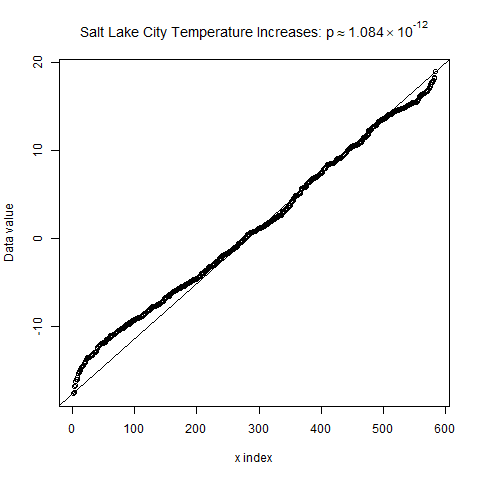 Salt Lake City Temperature Increases: p ≈ 1.084 × 10^-12
20
10
0
-10
Data value
0 100 200 300 400 500 600
x index